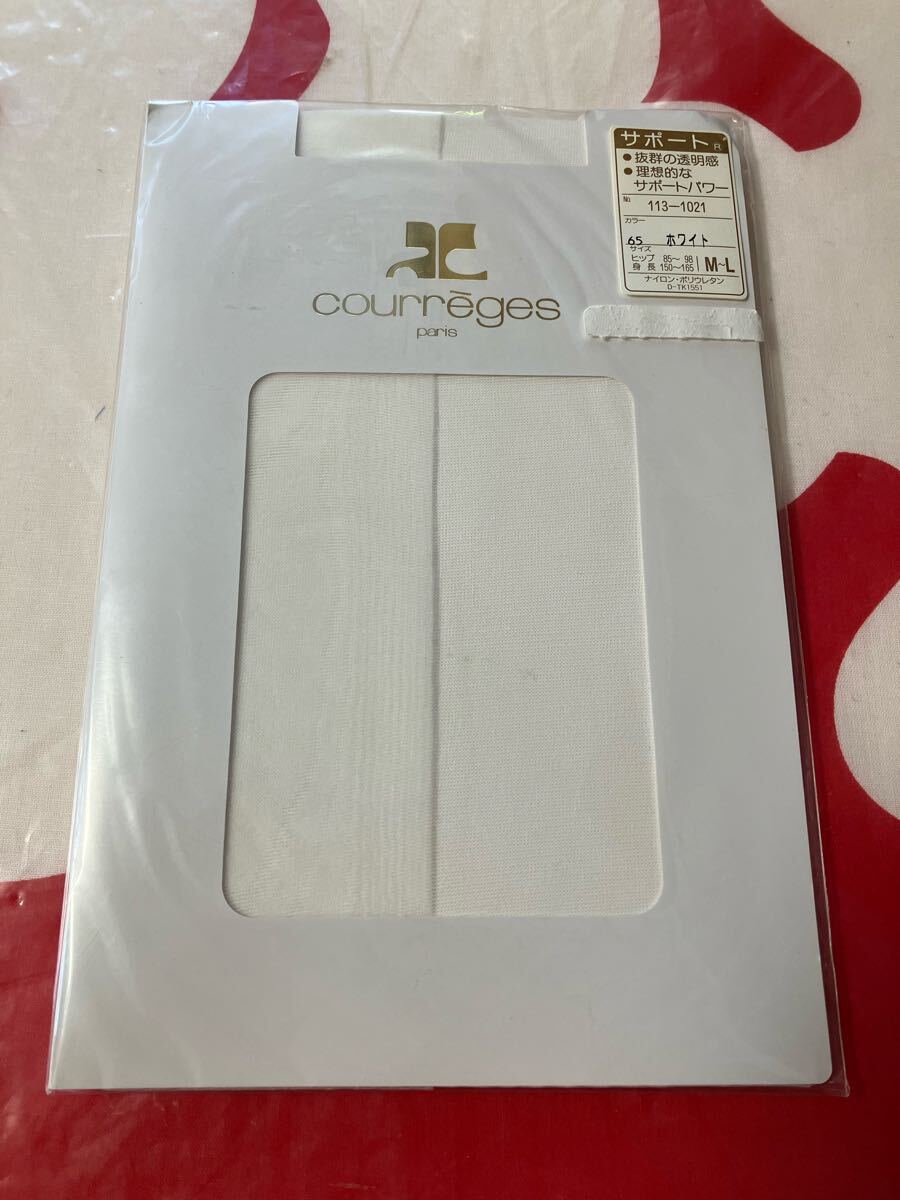 サポート R
●抜群の透明感
●理想的な
サポートパワー
No 113-1021
カラー
65 ホワイト
サイズ
ヒップ 85〜98
身長 150〜165 M〜L
ナイロン・ポリウレタン
D-TK1551
courrèges
paris